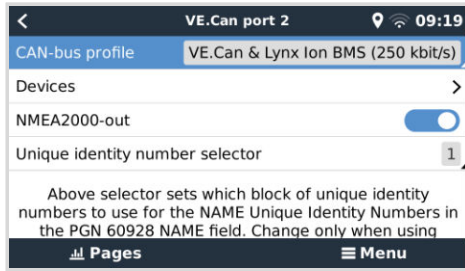 VE.Can port 2 09:19
CAN-bus profile VE.Can & Lynx Ion BMS (250 kbit/s)
Devices
NMEA2000-out
Unique identity number selector 1
Above selector sets which block of unique identity
numbers to use for the NAME Unique Identity Numbers in
the PGN 60928 NAME field. Change only when using
Pages Menu